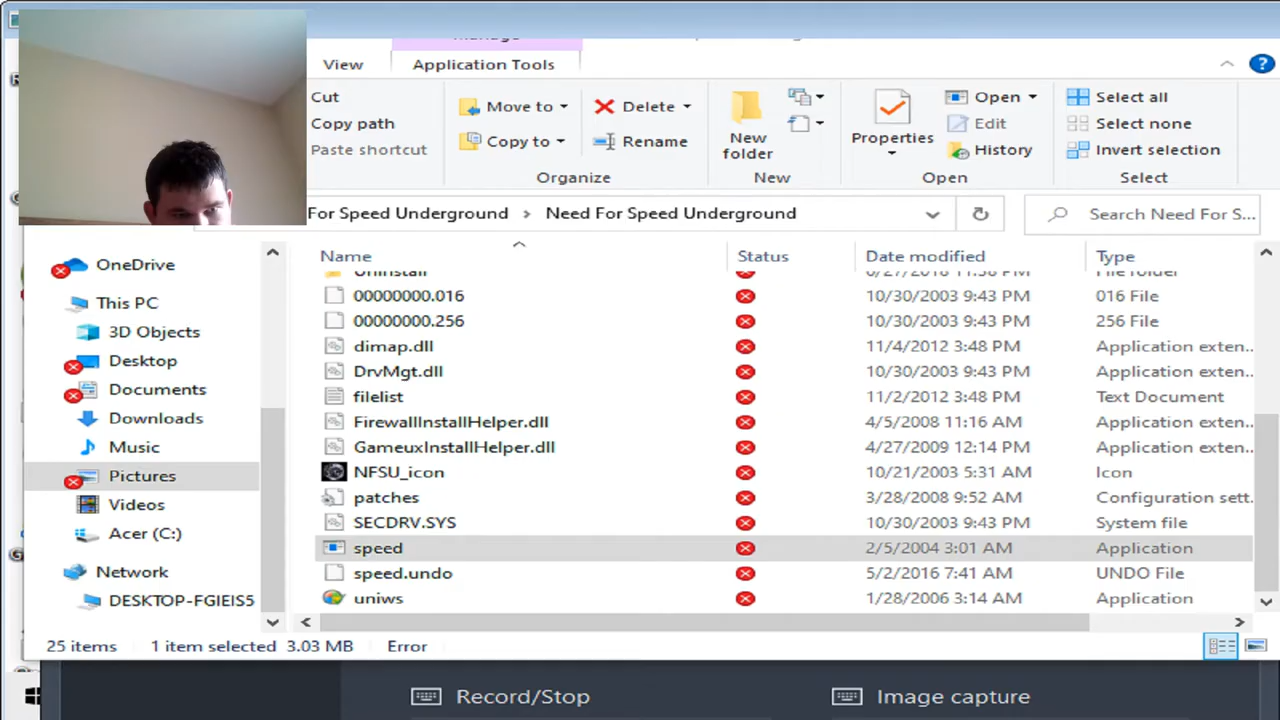 Manage
View
Application Tools
Cut
Copy path
Paste shortcut
Move to
Copy to
Delete
Rename
Organize
New
folder
New
Properties
Open
Edit
History
Open
Select all
Select none
Invert selection
Select
For Speed Underground > Need For Speed Underground
Search Need For S...
OneDrive
This PC
3D Objects
Desktop
Documents
Downloads
Music
Pictures
Videos
Acer (C:)
Network
DESKTOP-FGIEIS5
Name Status Date modified Type
Uninstall 6/27/2016 11:58 PM File folder
00000000.016 10/30/2003 9:43 PM 016 File
00000000.256 10/30/2003 9:43 PM 256 File
dimap.dll 11/4/2012 3:48 PM Application exten...
DrvMgt.dll 10/30/2003 9:43 PM Application exten...
filelist 11/2/2012 3:48 PM Text Document
FirewallInstallHelper.dll 4/5/2008 11:16 AM Application exten...
GameuxInstallHelper.dll 4/27/2009 12:14 PM Application exten...
NFSU_icon 10/21/2003 5:31 AM Icon
patches 3/28/2008 9:52 AM Configuration sett...
SECDRV.SYS 10/30/2003 9:43 PM System file
speed 2/5/2004 3:01 AM Application
speed.undo 5/2/2016 7:41 AM UNDO File
uniws 1/28/2006 3:14 AM Application
25 items 1 item selected 3.03 MB Error
Record/Stop
Image capture